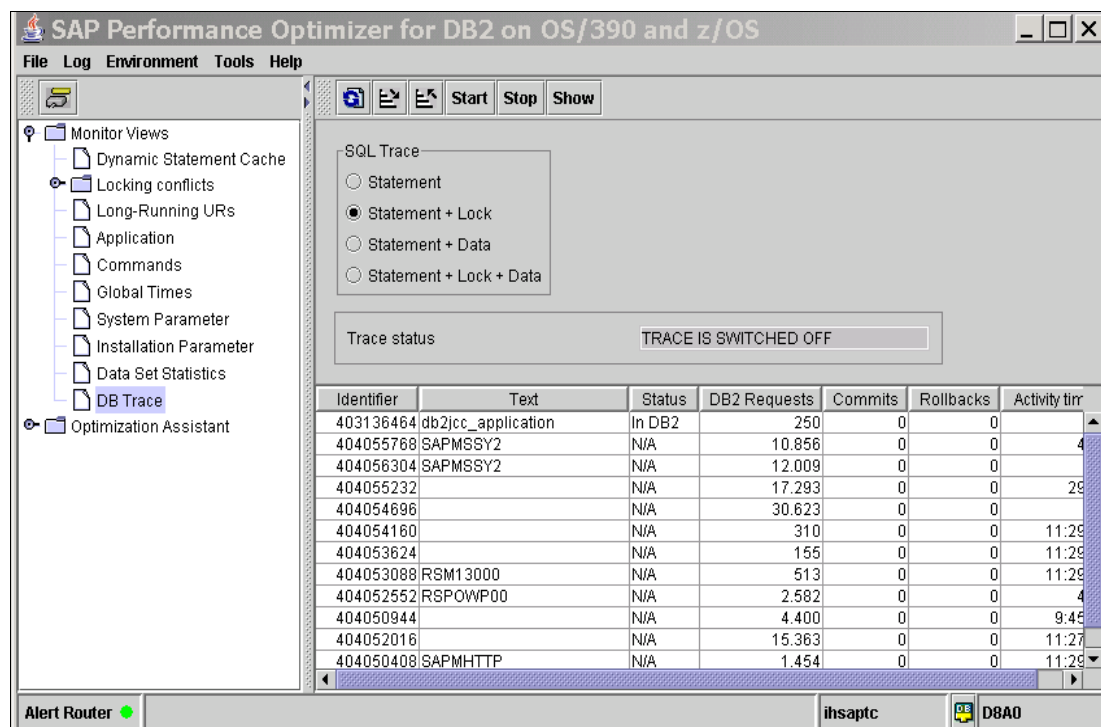 SAP Performance Optimizer for DB2 on OS/390 and z/OS
File Log Environment Tools Help
Start Stop Show
Monitor Views
Dynamic Statement Cache
Locking conflicts
Long-Running URs
Application
Commands
Global Times
System Parameter
Installation Parameter
Data Set Statistics
DB Trace
Optimization Assistant
SQL Trace
Statement
Statement + Lock
Statement + Data
Statement + Lock + Data
Trace status TRACE IS SWITCHED OFF
Identifier Text Status DB2 Requests Commits Rollbacks Activity tim
403136464 db2jcc_application In DB2 250 0 0
404055768 SAPMSSY2 N/A 10.856 0 0 4
404056304 SAPMSSY2 N/A 12.009 0 0
404055232 N/A 17.293 0 0 29
404054696 N/A 30.623 0 0
404054160 N/A 310 0 0 11:29
404053624 N/A 155 0 0 11:29
404053088 RSM13000 N/A 513 0 0 11:29
404052552 RSPOWP00 N/A 2.582 0 0 4
404050944 N/A 4.400 0 0 9:45
404052016 N/A 15.363 0 0 11:27
404050408 SAPMHTTP N/A 1.454 0 0 11:29
Alert Router ihsaptc DB D8A0